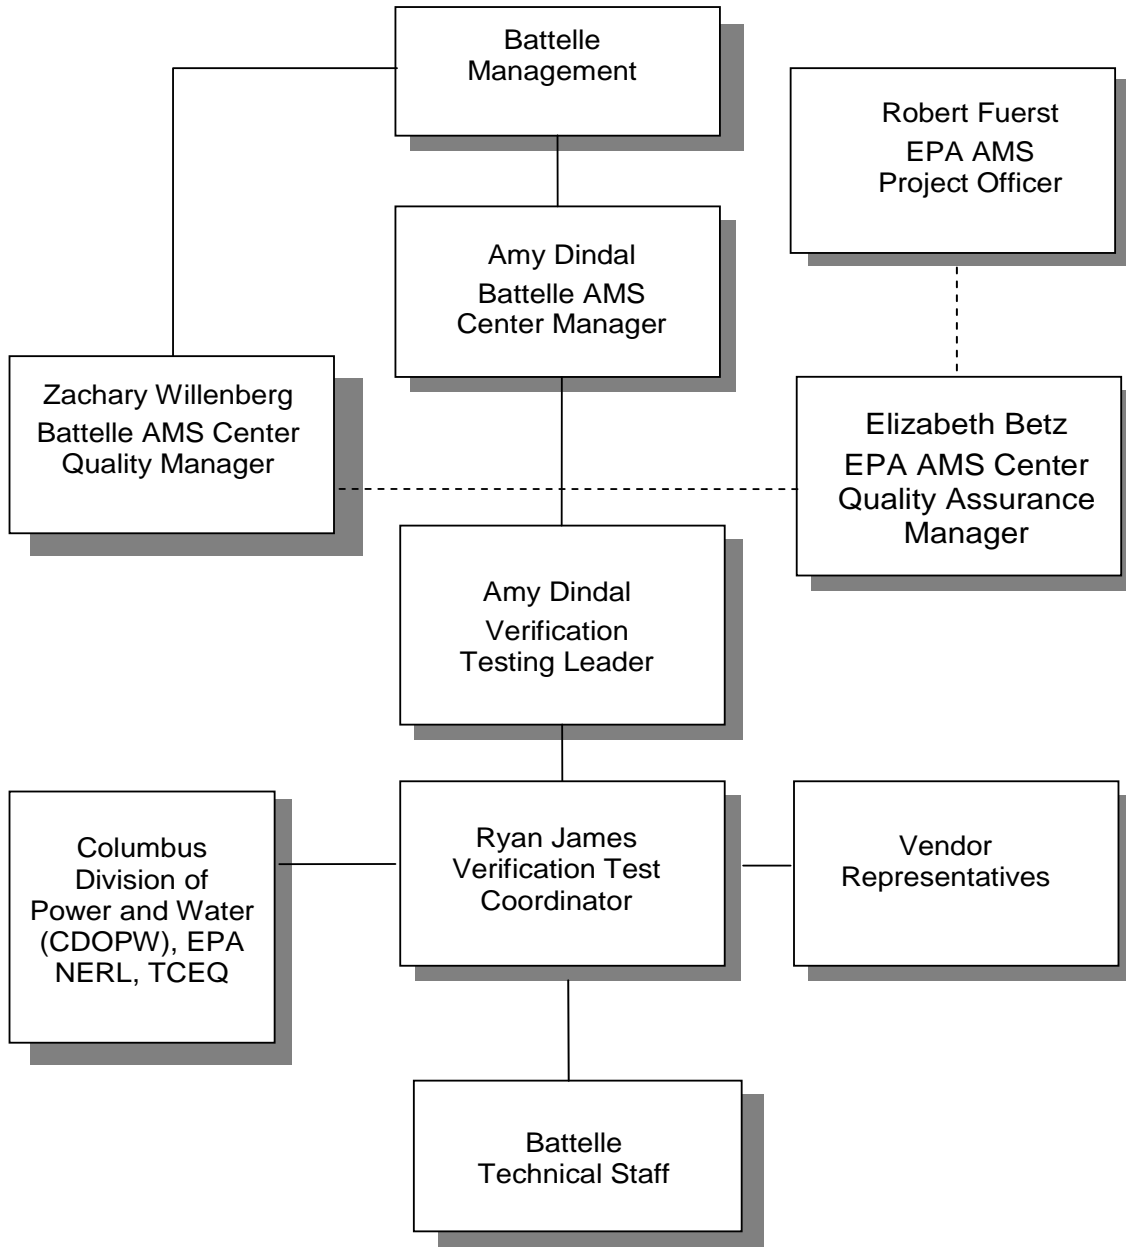 Battelle
Management
Robert Fuerst
EPA AMS
Project Officer
Amy Dindal
Battelle AMS
Center Manager
Zachary Willenberg
Battelle AMS Center
Quality Manager
Elizabeth Betz
EPA AMS Center
Quality Assurance
Manager
Amy Dindal
Verification
Testing Leader
Columbus
Division of
Power and Water
(CDOPW), EPA
NERL, TCEQ
Ryan James
Verification Test
Coordinator
Vendor
Representatives
Battelle
Technical Staff